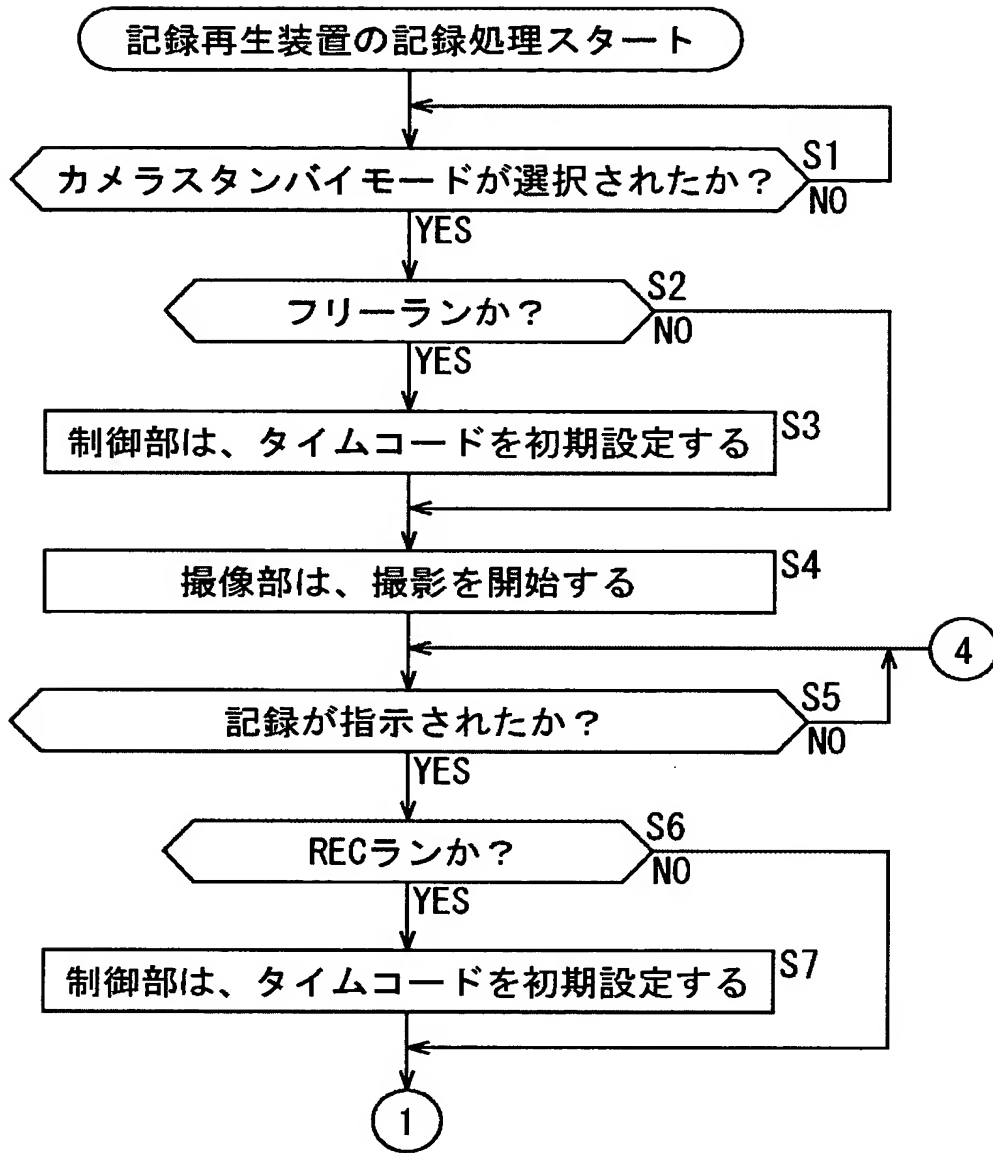 記録再生装置の記録処理スタート
カメラスタンバイモードが選択されたか？
S1
NO
YES
フリーランか？
S2
NO
YES
制御部は、タイムコードを初期設定する
S3
撮像部は、撮影を開始する
S4
4
記録が指示されたか？
S5
NO
YES
RECランか？
S6
NO
YES
制御部は、タイムコードを初期設定する
S7
1